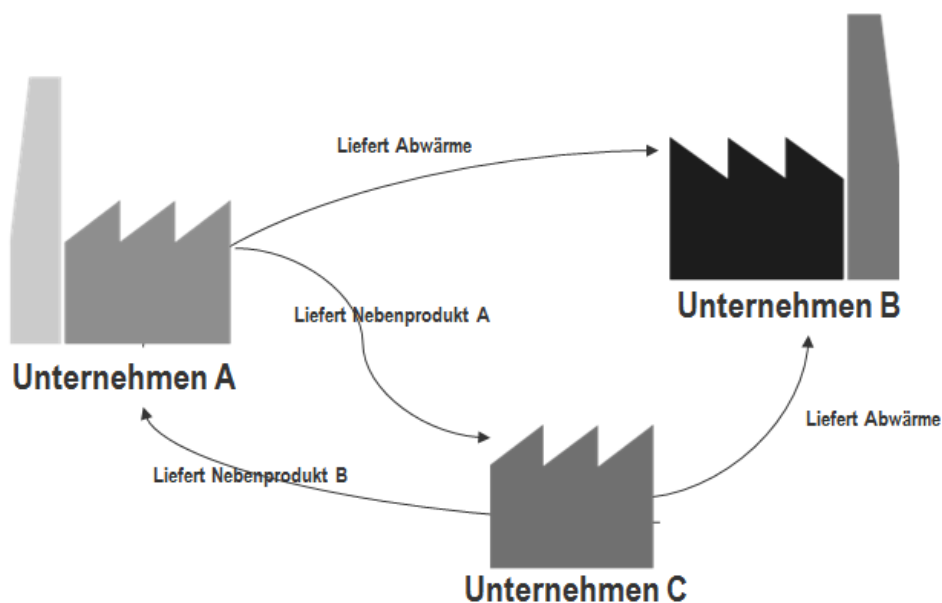 Liefert Abwärme
Unternehmen B
Liefert Nebenprodukt A
Unternehmen A
Liefert Abwärme
Liefert Nebenprodukt B
Unternehmen C